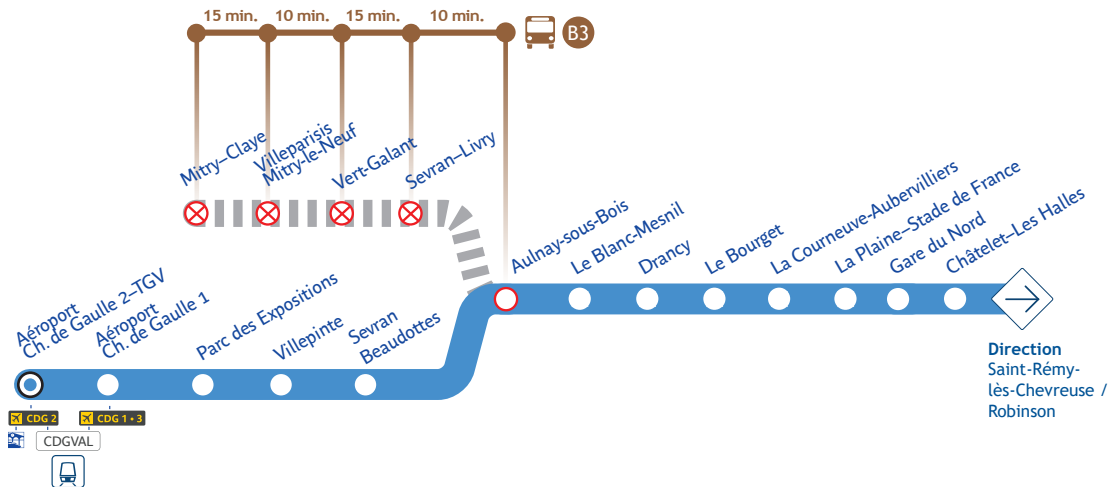 15 min.
10 min.
15 min.
10 min.
B3
Mitry–Claye
Villeparisis
Mitry-le-Neuf
Vert-Galant
Sevran–Livry
Aulnay-sous-Bois
Le Blanc-Mesnil
Drancy
Le Bourget
La Courneuve-Aubervilliers
La Plaine–Stade de France
Gare du Nord
Châtelet–Les Halles
Aéroport
Ch. de Gaulle 2–TGV
Aéroport
Ch. de Gaulle 1
Parc des Expositions
Villepinte
Sevran
Beaudottes
Direction
Saint-Rémy-
lès-Chevreuse /
Robinson
CDG 2
CDG 1 • 3
CDGVAL